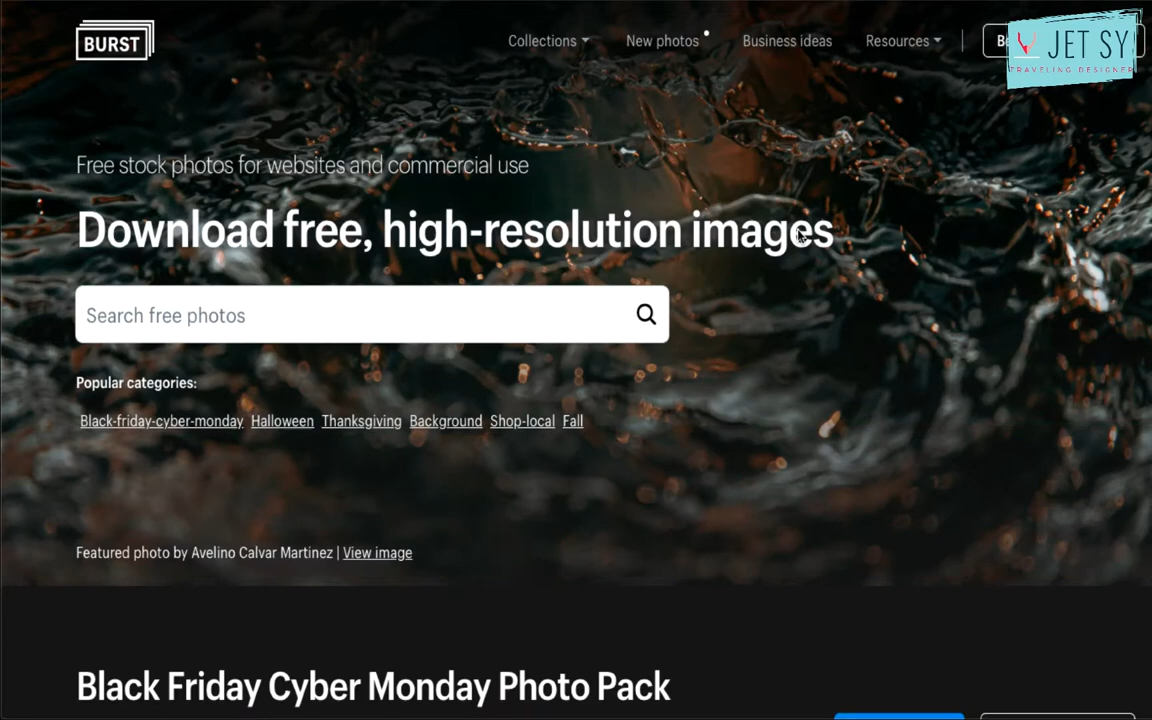 BURST
Collections
New photos
Business ideas
Resources
JET SY
TRAVELING DESIGNER
Free stock photos for websites and commercial use
Download free, high-resolution images
Search free photos
Popular categories:
Black-friday-cyber-monday Halloween Thanksgiving Background Shop-local Fall
Featured photo by Avelino Calvar Martinez | View image
Black Friday Cyber Monday Photo Pack